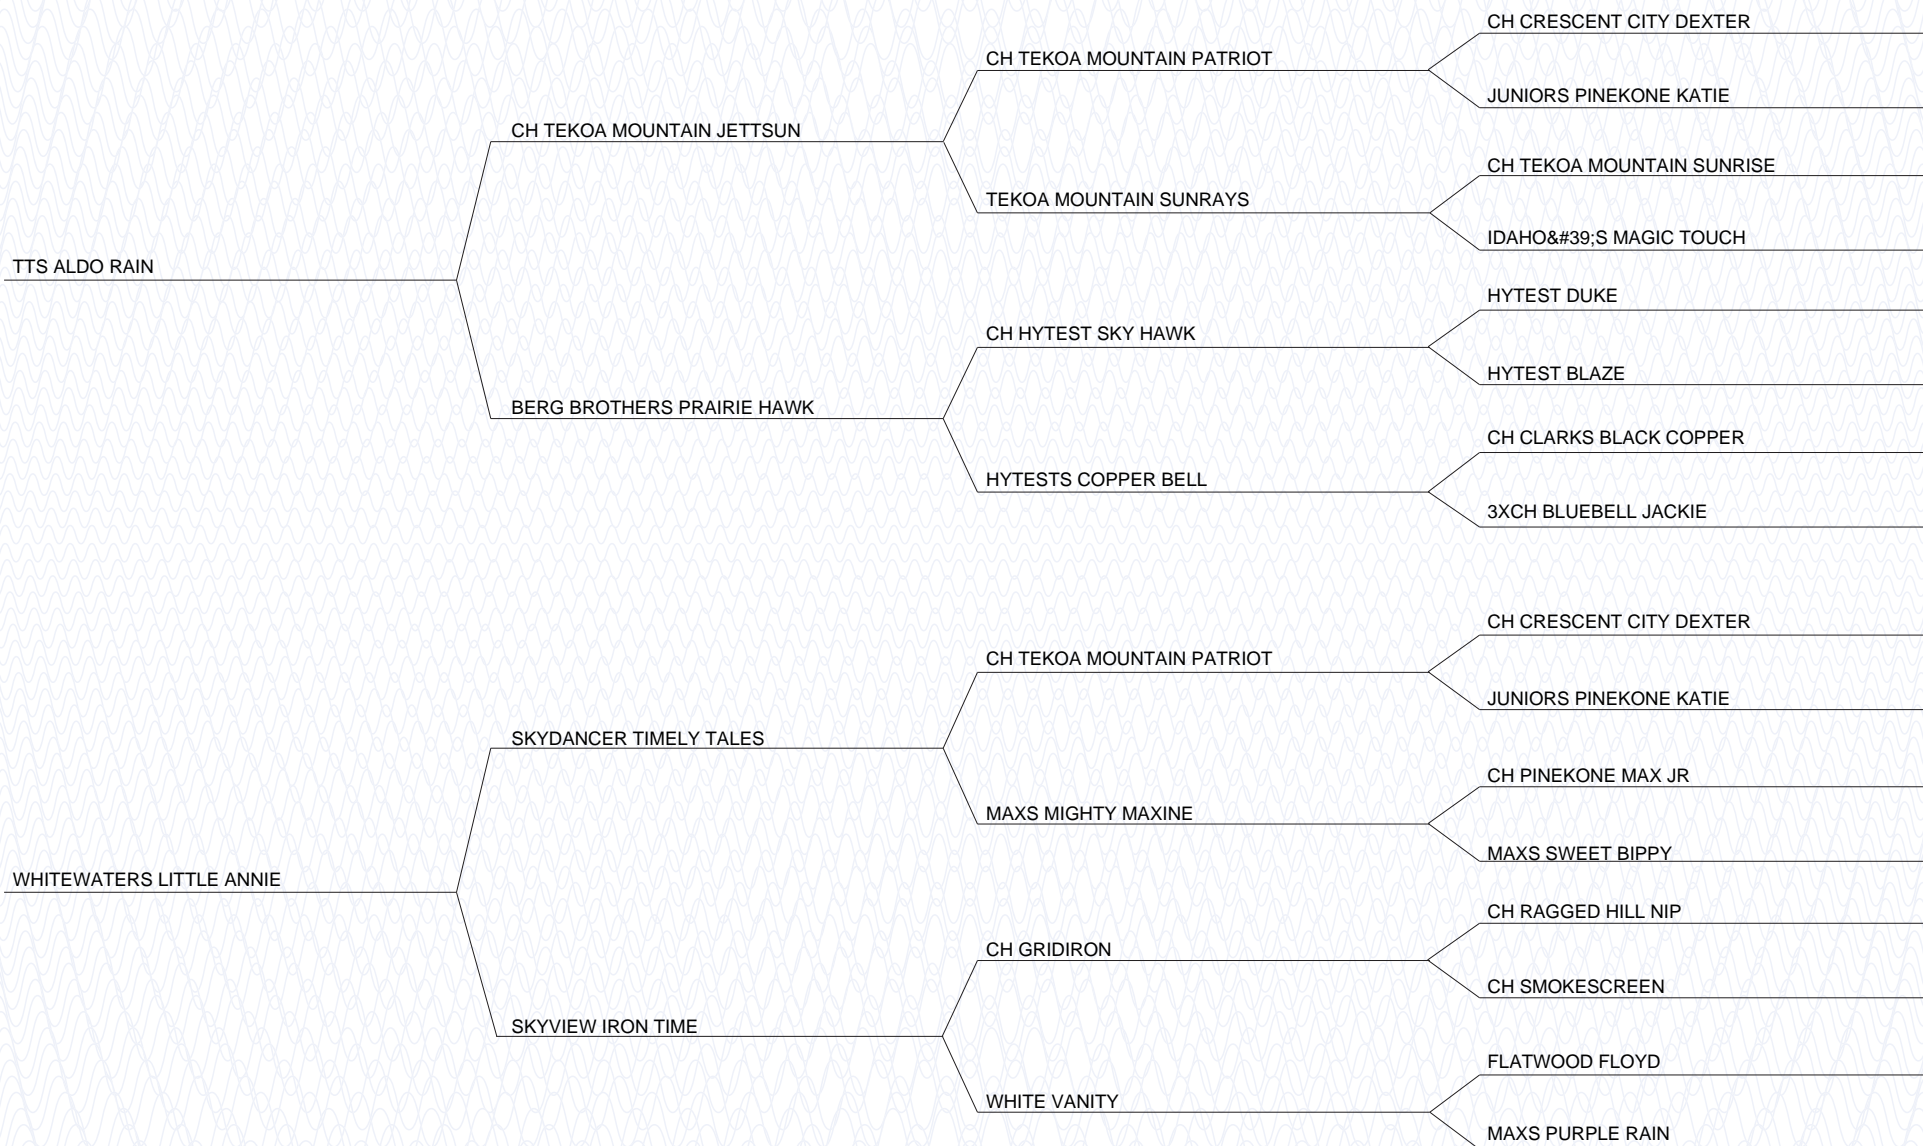 CH CRESCENT CITY DEXTER
CH TEKOA MOUNTAIN PATRIOT
JUNIORS PINEKONE KATIE
CH TEKOA MOUNTAIN JETTSUN
CH TEKOA MOUNTAIN SUNRISE
TEKOA MOUNTAIN SUNRAYS
IDAHO&#39;S MAGIC TOUCH
TTS ALDO RAIN
HYTEST DUKE
CH HYTEST SKY HAWK
HYTEST BLAZE
BERG BROTHERS PRAIRIE HAWK
CH CLARKS BLACK COPPER
HYTESTS COPPER BELL
3XCH BLUEBELL JACKIE
CH CRESCENT CITY DEXTER
CH TEKOA MOUNTAIN PATRIOT
JUNIORS PINEKONE KATIE
SKYDANCER TIMELY TALES
CH PINEKONE MAX JR
MAXS MIGHTY MAXINE
MAXS SWEET BIPPY
WHITEWATERS LITTLE ANNIE
CH RAGGED HILL NIP
CH GRIDIRON
CH SMOKESCREEN
SKYVIEW IRON TIME
FLATWOOD FLOYD
WHITE VANITY
MAXS PURPLE RAIN